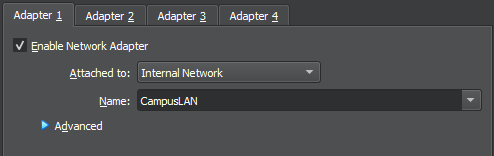 Adapter 1 Adapter 2 Adapter 3 Adapter 4
Enable Network Adapter
Attached to: Internal Network
Name: CampusLAN
Advanced